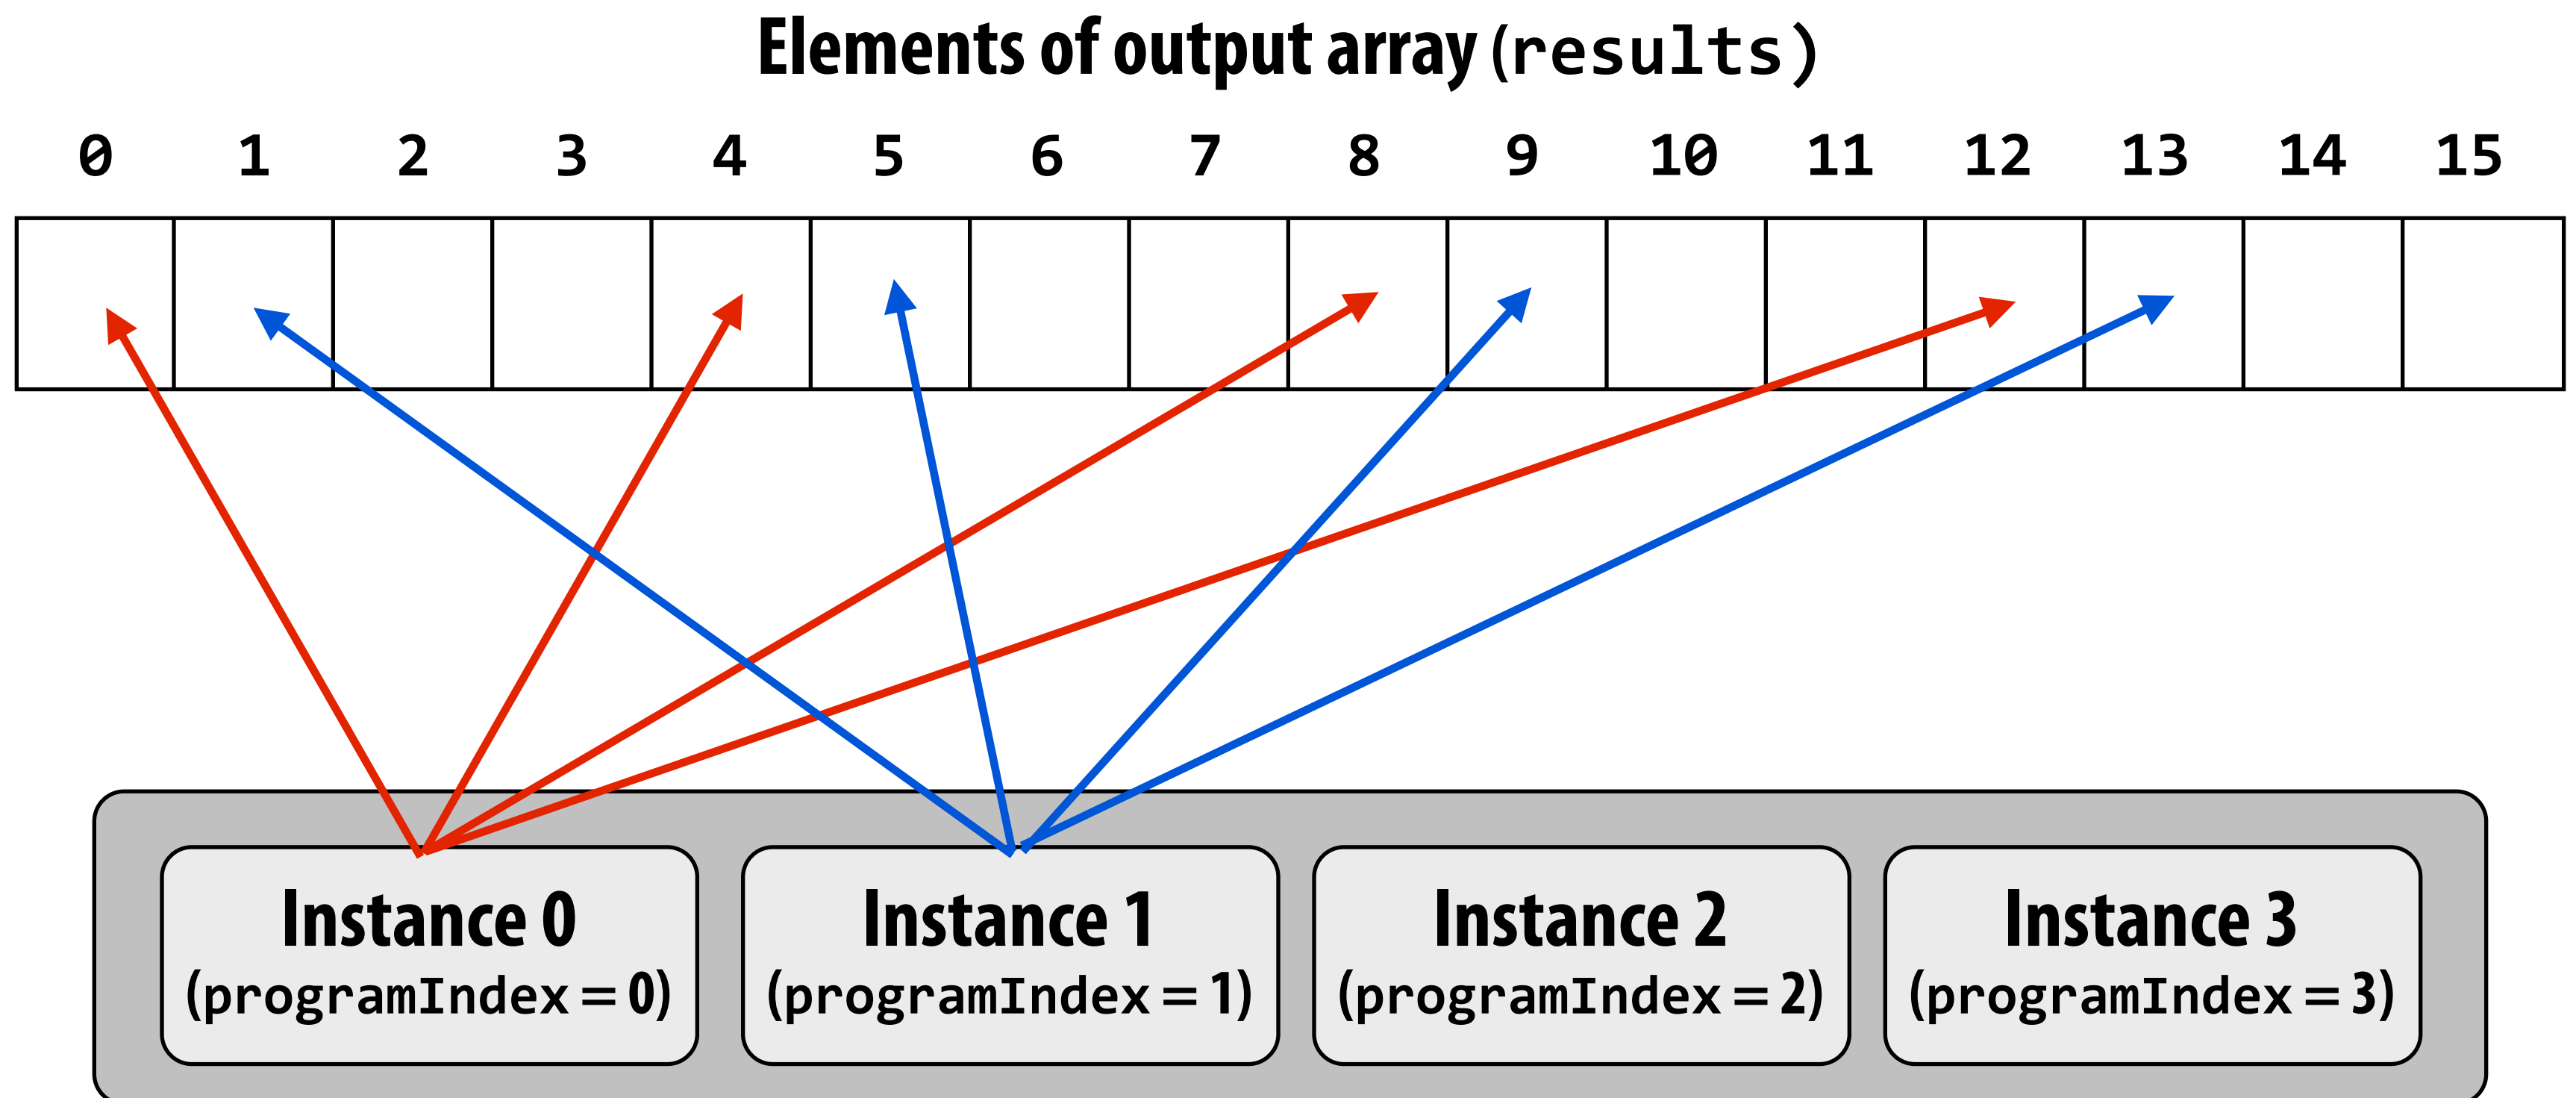 Elements of output array (results)
0 1 2 3 4 5 6 7 8 9 10 11 12 13 14 15
Instance 0
(programIndex = 0)
Instance 1
(programIndex = 1)
Instance 2
(programIndex = 2)
Instance 3
(programIndex = 3)